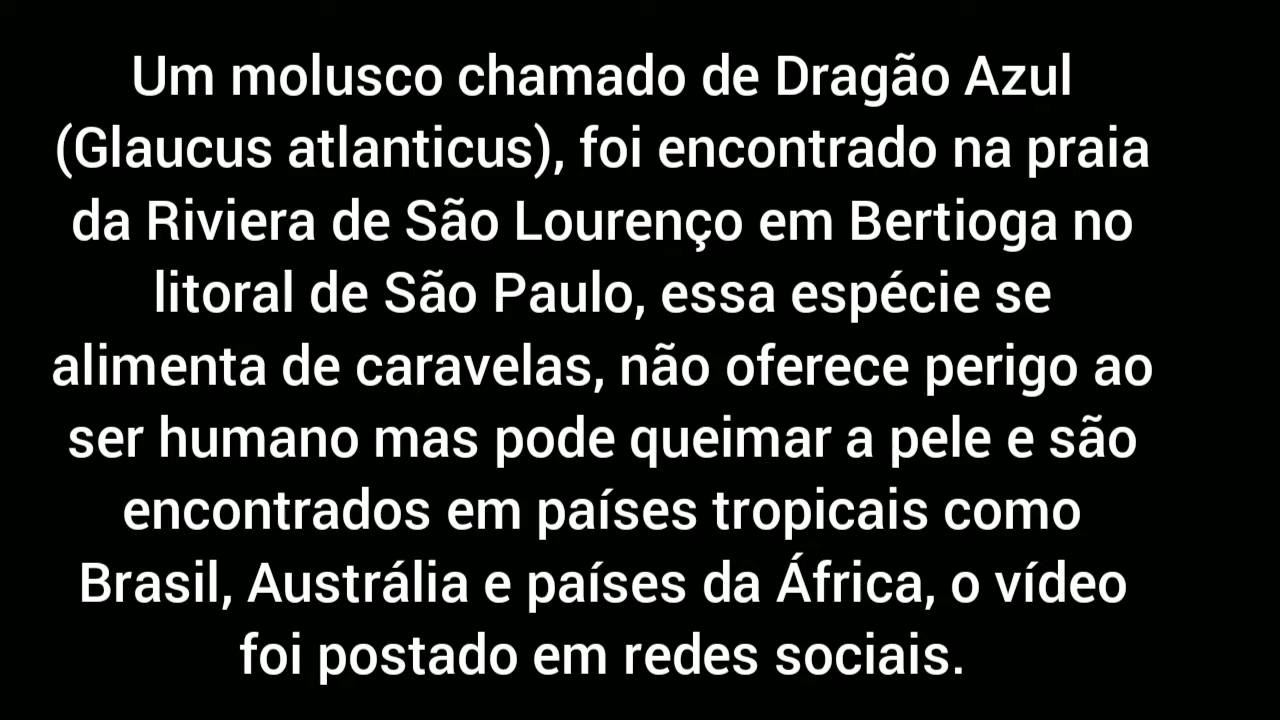 Um molusco chamado de Dragão Azul
(Glaucus atlanticus), foi encontrado na praia
da Riviera de São Lourenço em Bertioga no
litoral de São Paulo, essa espécie se
alimenta de caravelas, não oferece perigo ao
ser humano mas pode queimar a pele e são
encontrados em países tropicais como
Brasil, Austrália e países da África, o vídeo
foi postado em redes sociais.